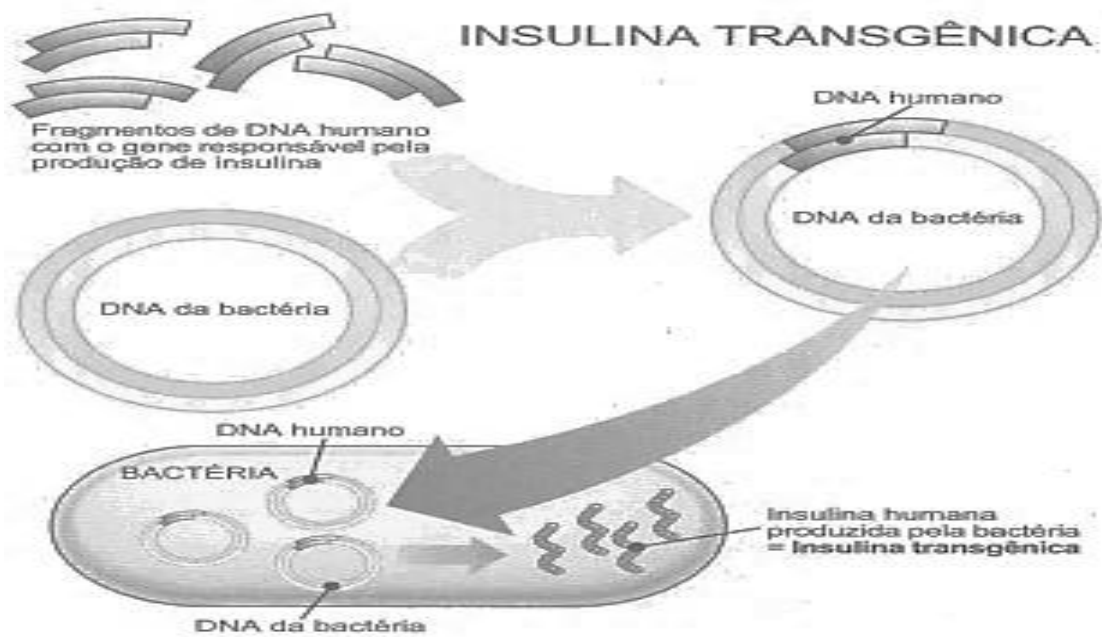 INSULINA TRANSGÊNICA
Fragmentos de DNA humano
com o gene responsável pela
produção de insulina
DNA humano
DNA da bactéria
DNA da bactéria
DNA humano
BACTÉRIA
Insulina humana
produzida pela bactéria
= Insulina transgênica
DNA da bactéria